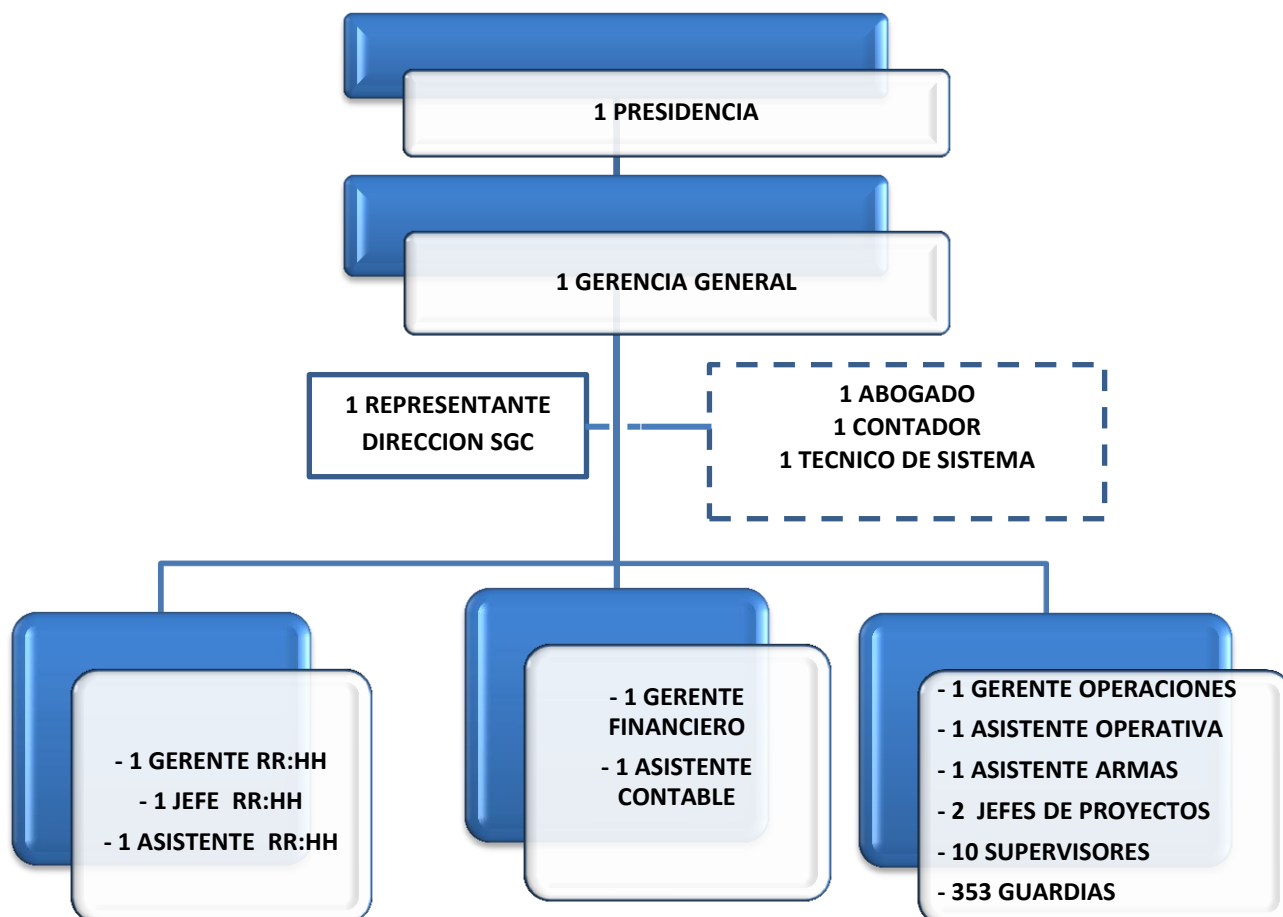 1 PRESIDENCIA
1 GERENCIA GENERAL
1 REPRESENTANTE
DIRECCION SGC
1 ABOGADO
1 CONTADOR
1 TECNICO DE SISTEMA
- 1 GERENTE RR:HH
- 1 JEFE RR:HH
- 1 ASISTENTE RR:HH
- 1 GERENTE
FINANCIERO
- 1 ASISTENTE
CONTABLE
- 1 GERENTE OPERACIONES
- 1 ASISTENTE OPERATIVA
- 1 ASISTENTE ARMAS
- 2 JEFES DE PROYECTOS
- 10 SUPERVISORES
- 353 GUARDIAS